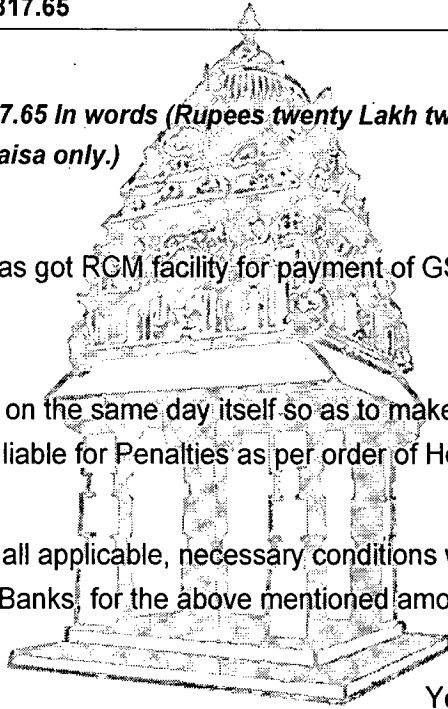 317.65
7.65 In words (Rupees twenty Lakh tw
aisa only.)
as got RCM facility for payment of GS
on the same day itself so as to make
liable for Penalties as per order of Ho
all applicable, necessary conditions w
Banks, for the above mentioned amo
Yo